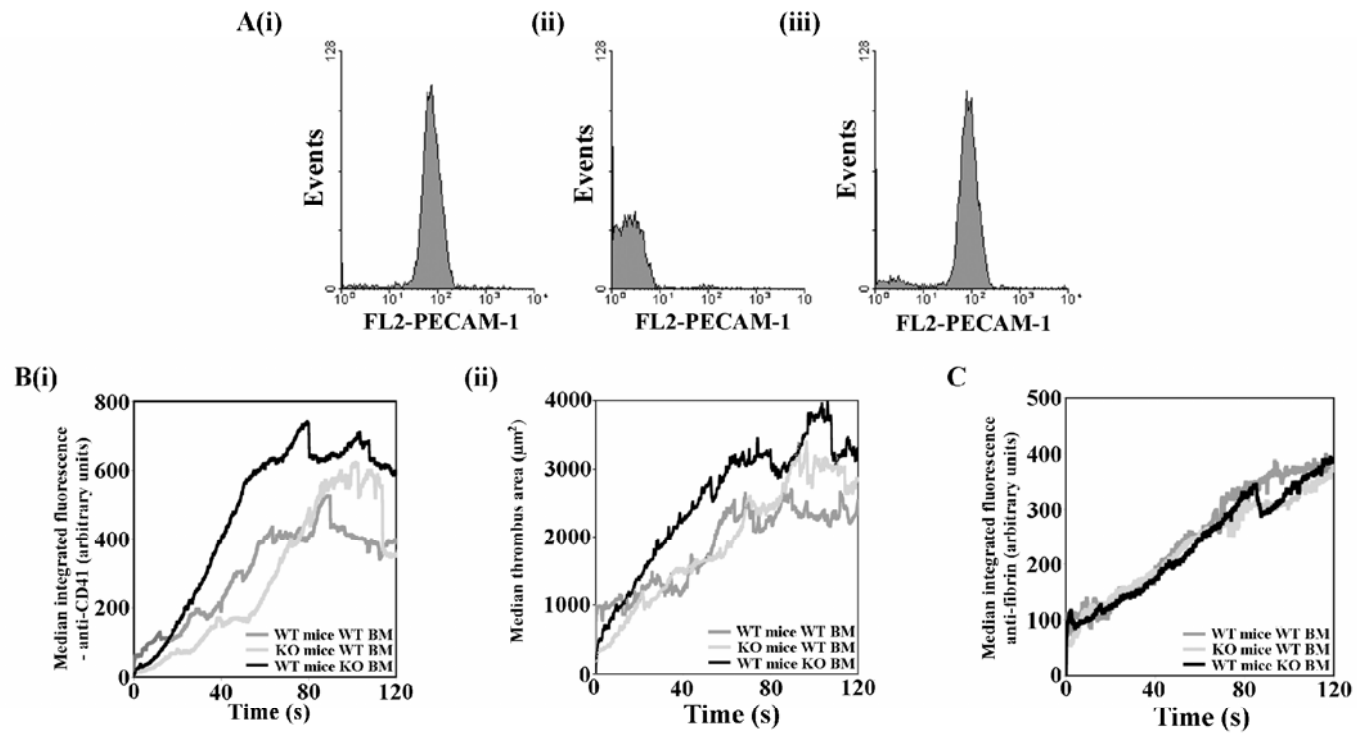 A(i)
(ii)
(iii)
128
Events
0
10⁰ 10¹ 10² 10³ 10⁴
FL2-PECAM-1
128
Events
0
10⁰ 10¹ 10² 10³ 10
FL2-PECAM-1
128
Events
0
10⁰ 10¹ 10² 10³ 10⁴
FL2-PECAM-1
B(i)
Median integrated fluorescence
- anti-CD41 (arbitrary units)
800
600
400
200
0
WT mice WT BM
KO mice WT BM
WT mice KO BM
0 40 80 120
Time (s)
(ii)
Median thrombus area (µm²)
4000
3000
2000
1000
0
WT mice WT BM
KO mice WT BM
WT mice KO BM
0 40 80 120
Time (s)
C
Median integrated fluorescence
anti-fibrin (arbitrary units)
500
400
300
200
100
0
WT mice WT BM
KO mice WT BM
WT mice KO BM
0 40 80 120
Time (s)